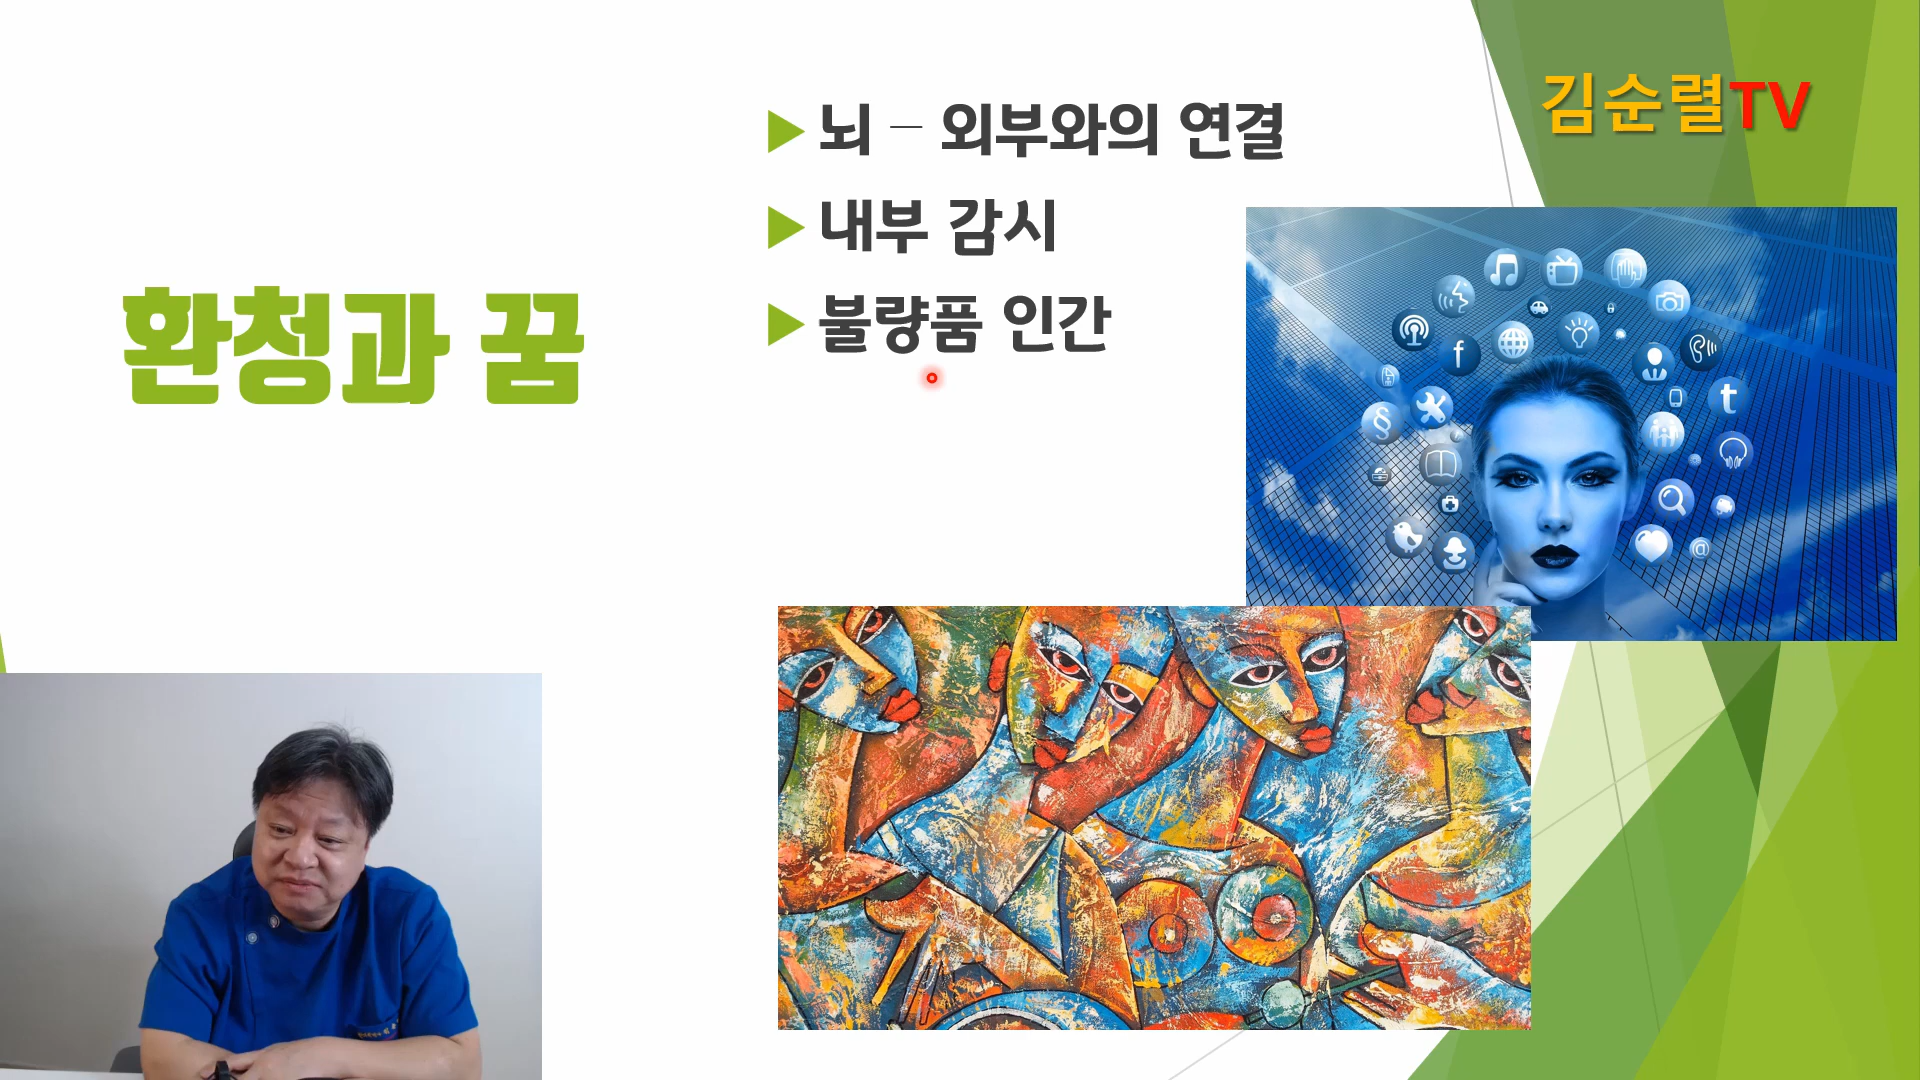 김순렬TV
뇌 – 외부와의 연결
내부 감시
불량품 인간
환청과 꿈
f
t
§
@